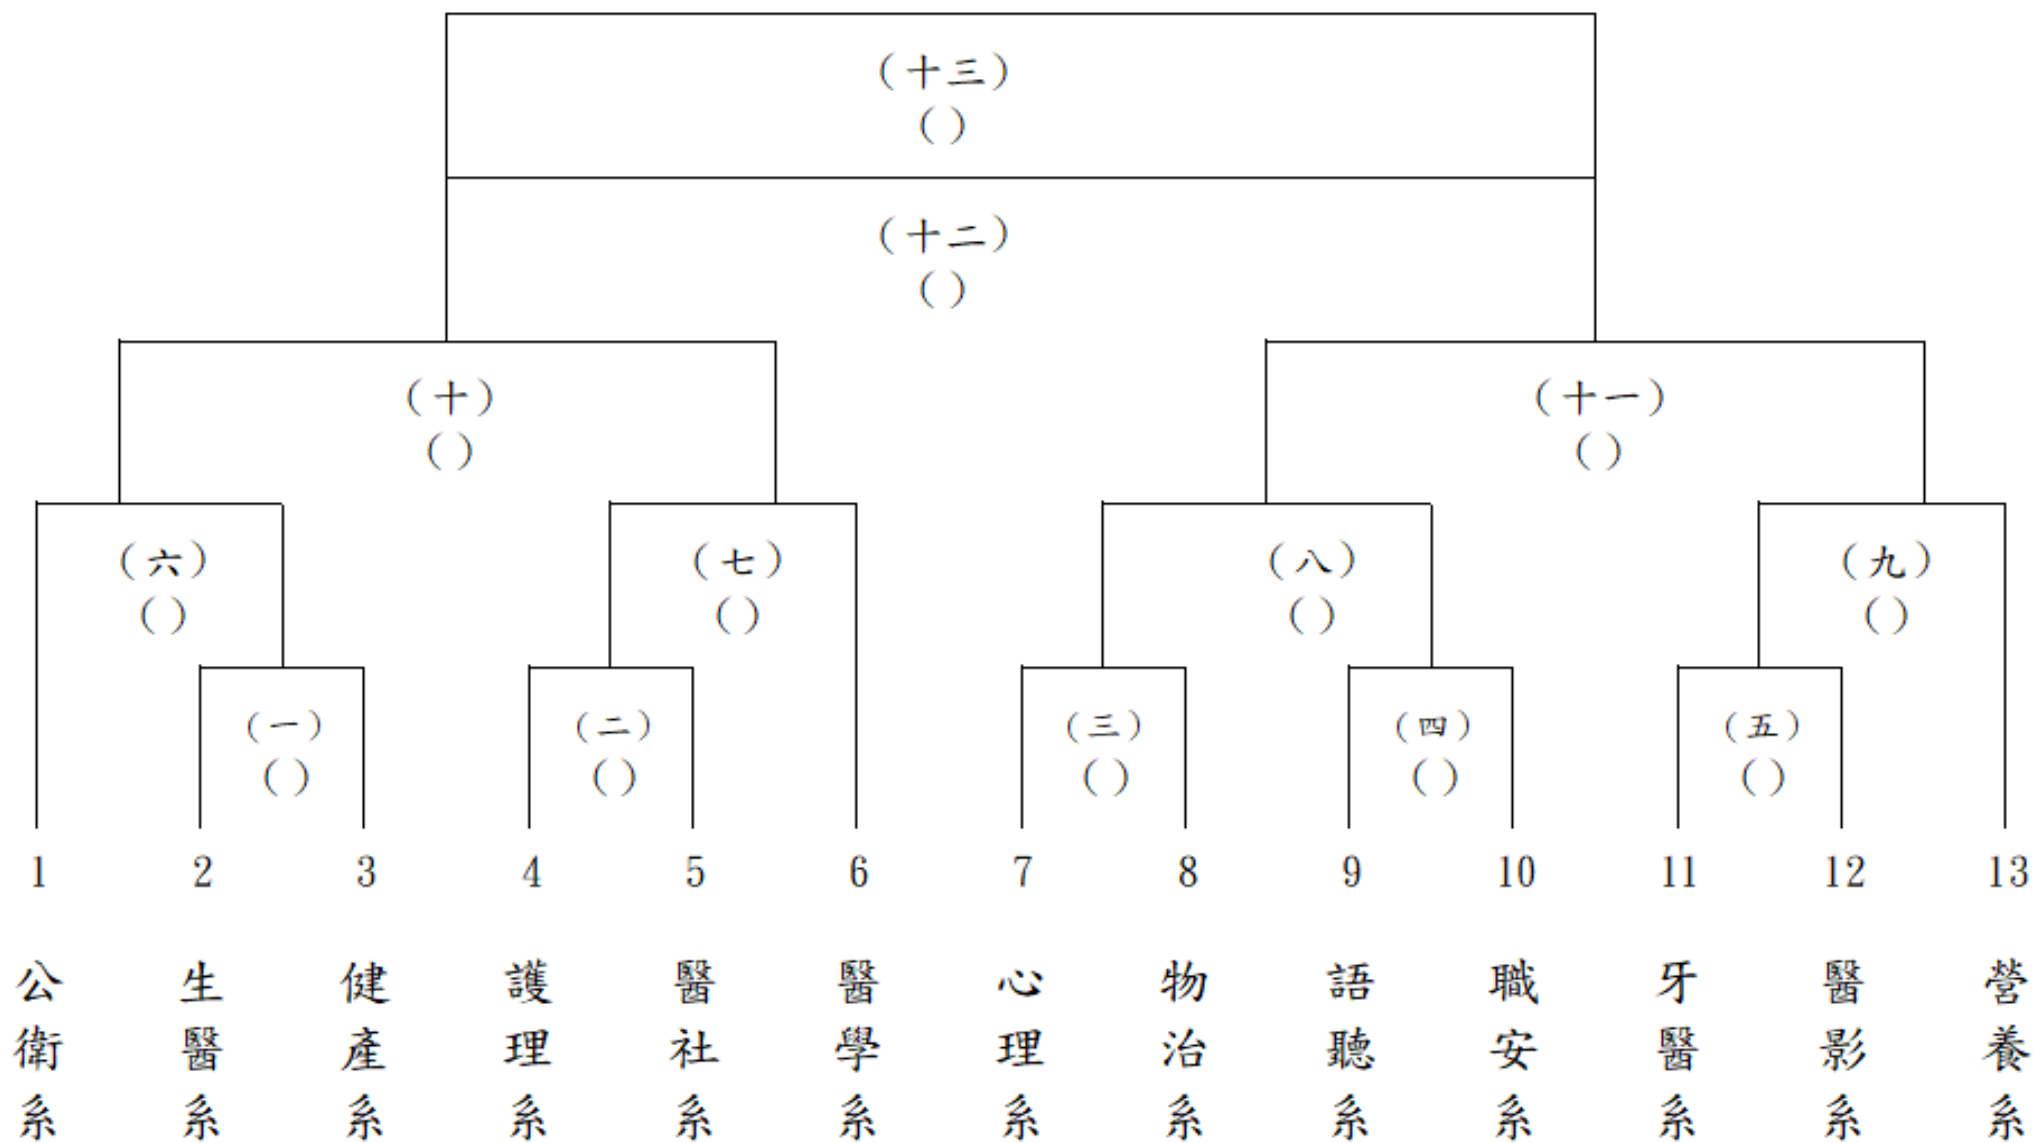 （十三）
( )
（十二）
( )
（十） （十一）
( ) ( )
（六） （七） （八） （九）
( ) ( ) ( ) ( )
（一） （二） （三） （四） （五）
( ) ( ) ( ) ( ) ( )
1 2 3 4 5 6 7 8 9 10 11 12 13
公衛系
生醫系
健產系
護理系
醫社系
醫學系
心理系
物治系
語聽系
職安系
牙醫系
醫影系
營養系